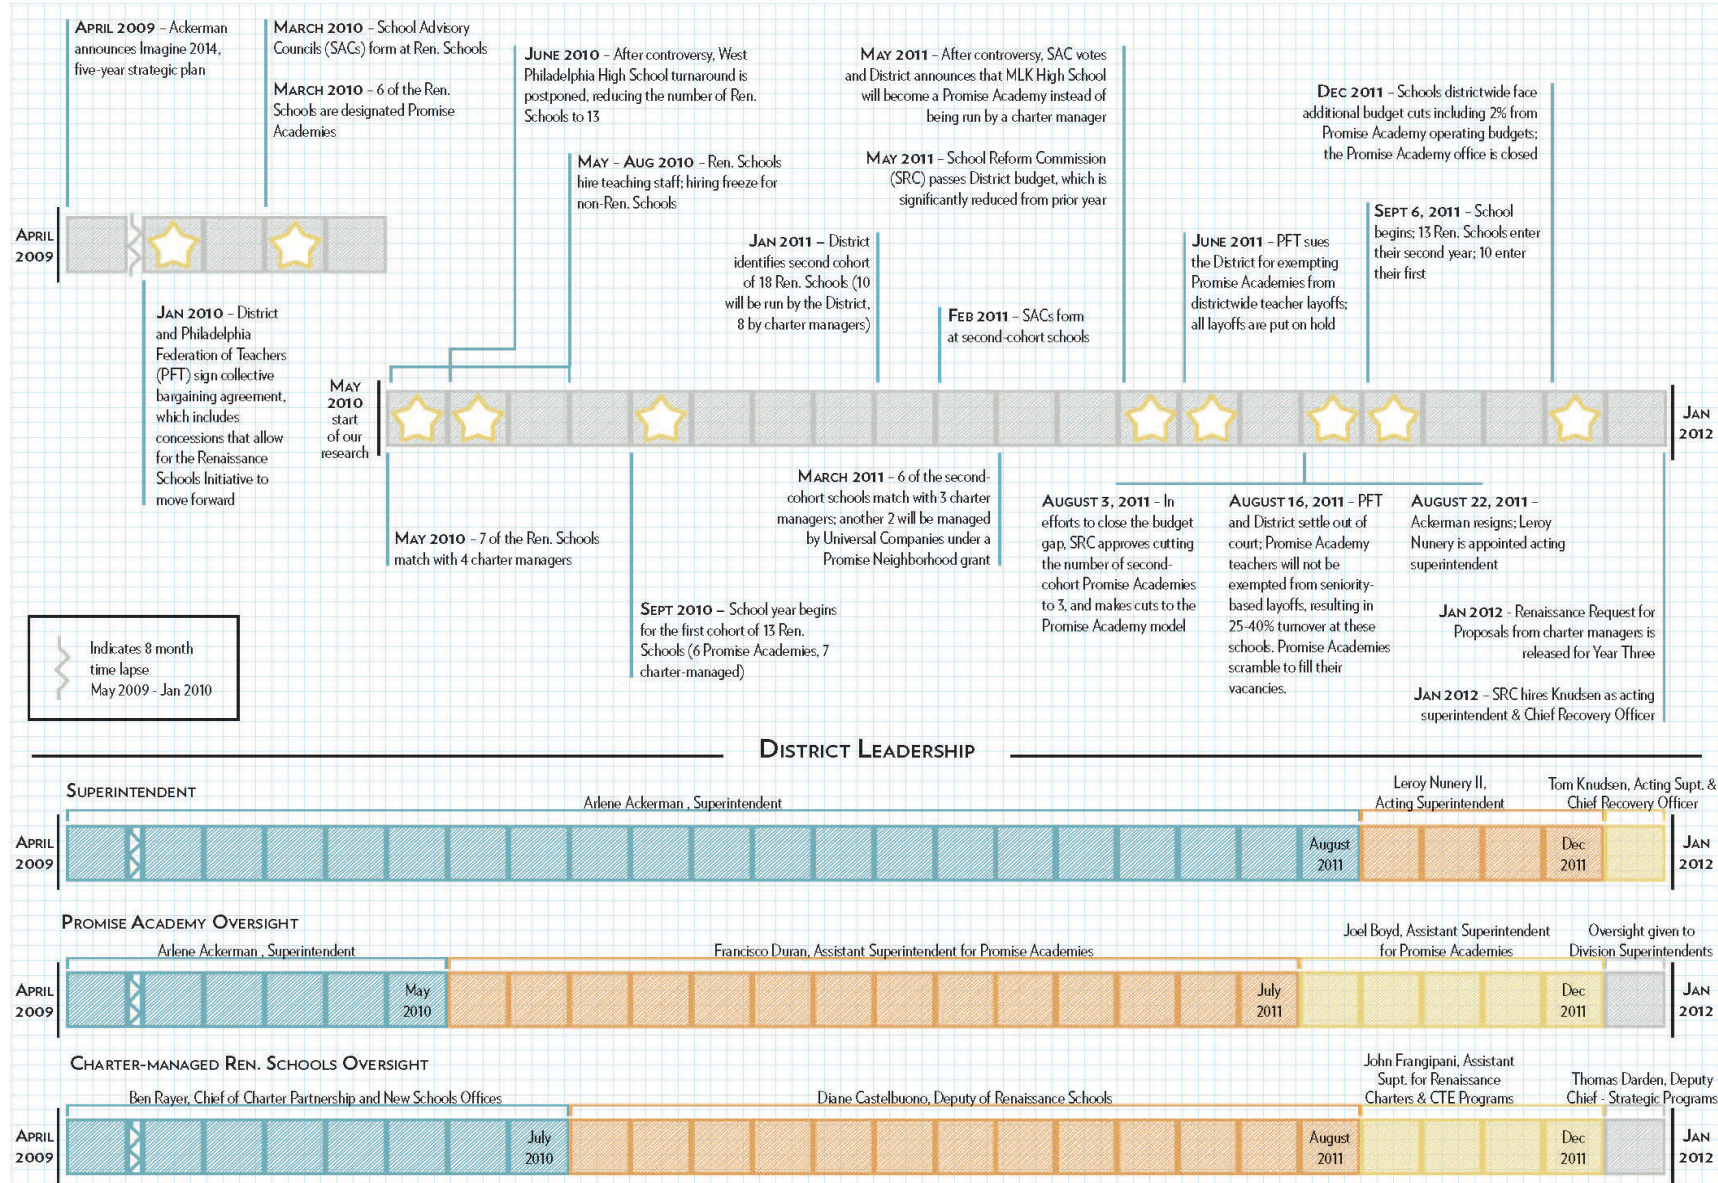 APRIL 2009 – Ackerman
announces Imagine 2014,
five-year strategic plan
MARCH 2010 – School Advisory
Councils (SACs) form at Ren. Schools
MARCH 2010 – 6 of the Ren.
Schools are designated Promise
Academies
JUNE 2010 – After controversy, West
Philadelphia High School turnaround is
postponed, reducing the number of Ren.
Schools to 13
MAY – AUG 2010 – Ren. Schools
hire teaching staff; hiring freeze for
non-Ren. Schools
MAY 2011 – After controversy, SAC votes
and District announces that MLK High School
will become a Promise Academy instead of
being run by a charter manager
MAY 2011 – School Reform Commission
(SRC) passes District budget, which is
significantly reduced from prior year
DEC 2011 – Schools districtwide face
additional budget cuts including 2% from
Promise Academy operating budgets;
the Promise Academy office is closed
JAN 2011 – District
identifies second cohort
of 18 Ren. Schools (10
will be run by the District,
8 by charter managers)
FEB 2011 – SACs form
at second-cohort schools
JUNE 2011 – PFT sues
the District for exempting
Promise Academies from
districtwide teacher layoffs;
all layoffs are put on hold
SEPT 6, 2011 – School
begins; 13 Ren. Schools enter
their second year; 10 enter
their first
APRIL
2009
JAN 2010 – District
and Philadelphia
Federation of Teachers
(PFT) sign collective
bargaining agreement,
which includes
concessions that allow
for the Renaissance
Schools Initiative to
move forward
MAY
2010
start
of our
research
JAN
2012
MAY 2010 – 7 of the Ren. Schools
match with 4 charter managers
SEPT 2010 – School year begins
for the first cohort of 13 Ren.
Schools (6 Promise Academies, 7
charter-managed)
MARCH 2011 – 6 of the second-
cohort schools match with 3 charter
managers; another 2 will be managed
by Universal Companies under a
Promise Neighborhood grant
AUGUST 3, 2011 – In
efforts to close the budget
gap, SRC approves cutting
the number of second-
cohort Promise Academies
to 3, and makes cuts to the
Promise Academy model
AUGUST 16, 2011 – PFT
and District settle out of
court; Promise Academy
teachers will not be
exempted from seniority-
based layoffs, resulting in
25-40% turnover at these
schools. Promise Academies
scramble to fill their
vacancies.
AUGUST 22, 2011 –
Ackerman resigns; Leroy
Nunery is appointed acting
superintendent
JAN 2012 - Renaissance Request for
Proposals from charter managers is
released for Year Three
JAN 2012 – SRC hires Knudsen as acting
superintendent & Chief Recovery Officer
Indicates 8 month
time lapse
May 2009 - Jan 2010
DISTRICT LEADERSHIP
SUPERINTENDENT
Arlene Ackerman , Superintendent
Leroy Nunery II,
Acting Superintendent
Tom Knudsen, Acting Supt. &
Chief Recovery Officer
APRIL
2009
August
2011
Dec
2011
JAN
2012
PROMISE ACADEMY OVERSIGHT
Arlene Ackerman , Superintendent
Francisco Duran, Assistant Superintendent for Promise Academies
Joel Boyd, Assistant Superintendent
for Promise Academies
Oversight given to
Division Superintendents
APRIL
2009
May
2010
July
2011
Dec
2011
JAN
2012
CHARTER-MANAGED REN. SCHOOLS OVERSIGHT
Ben Rayer, Chief of Charter Partnership and New Schools Offices
Diane Castelbuono, Deputy of Renaissance Schools
John Frangipani, Assistant
Supt. for Renaissance
Charters & CTE Programs
Thomas Darden, Deputy
Chief - Strategic Programs
APRIL
2009
July
2010
August
2011
Dec
2011
JAN
2012